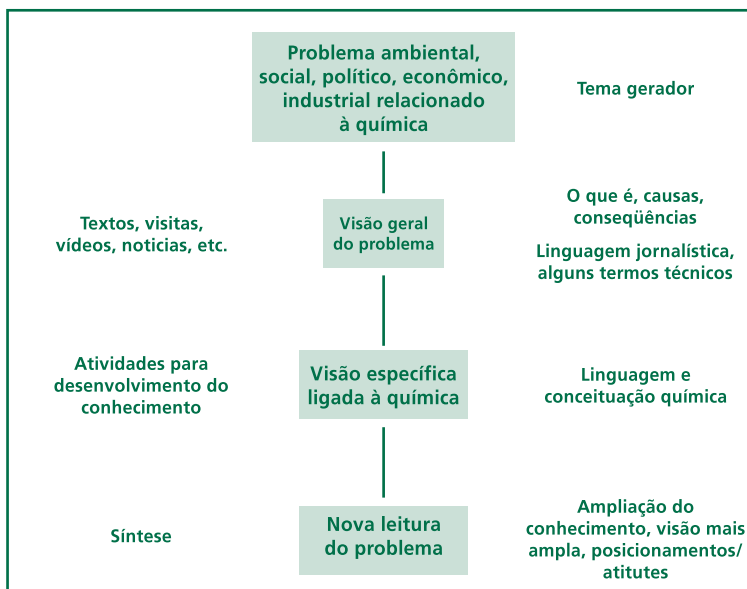 Problema ambiental,
social, político, econômico,
industrial relacionado
à química
Tema gerador
Textos, visitas,
vídeos, noticias, etc.
Visão geral
do problema
O que é, causas,
conseqüências
Linguagem jornalística,
alguns termos técnicos
Atividades para
desenvolvimento do
conhecimento
Visão específica
ligada à química
Linguagem e
conceituação química
Síntese
Nova leitura
do problema
Ampliação do
conhecimento, visão mais
ampla, posicionamentos/
atitutes